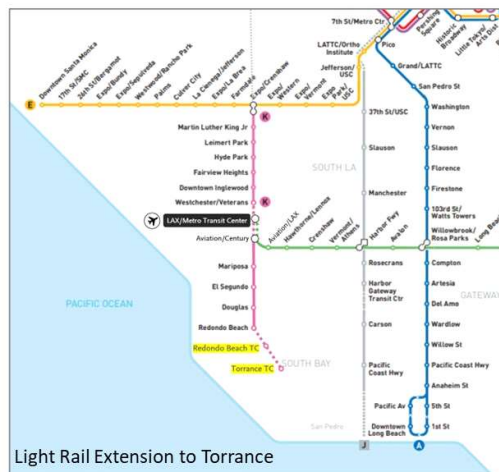 7th St/Metro Ctr
Pershing
Square
Historic
Broadway
Little Tokyo/
Arts Dist
Pico
LATTC/Ortho
Institute
Jefferson/
USC
Grand/LATTC
San Pedro St
Downtown Santa Monica
17th St/SMC
26th St/Bergamot
Expo/Bundy
Expo/Sepulveda
Westwood/Rancho Park
Palms
Culver City
La Cienega/Jefferson
Expo/La Brea
Farmdale
Expo/Crenshaw
Expo/
Western
Expo/
Vermont
Expo
Park/
USC
E
K
37th St/USC
Washington
Martin Luther King Jr
Vernon
Leimert Park
Slauson
Slauson
Hyde Park
SOUTH LA
Florence
Fairview Heights
Downtown Inglewood
Manchester
Firestone
Westchester/Veterans
K
103rd St/
Watts Towers
LAX/Metro Transit Center
Aviation/LAX
Hawthorne/Lennox
Crenshaw
Vermont/
Athens
Harbor Fwy
Avalon
Willowbrook/
Rosa Parks
Long Bea
Aviation/Century
Mariposa
Rosecrans
Compton
El Segundo
Harbor
Gateway
Transit Ctr
Artesia
GATEWAY
PACIFIC OCEAN
Douglas
Del Amo
Redondo Beach
Carson
Wardlow
Redondo Beach TC
Willow St
SOUTH BAY
Torrance TC
Pacific
Coast Hwy
Pacific Coast Hwy
Anaheim St
Pacific Av
5th St
San Pedro
Downtown
Long Beach
1st St
J
A
Light Rail Extension to Torrance